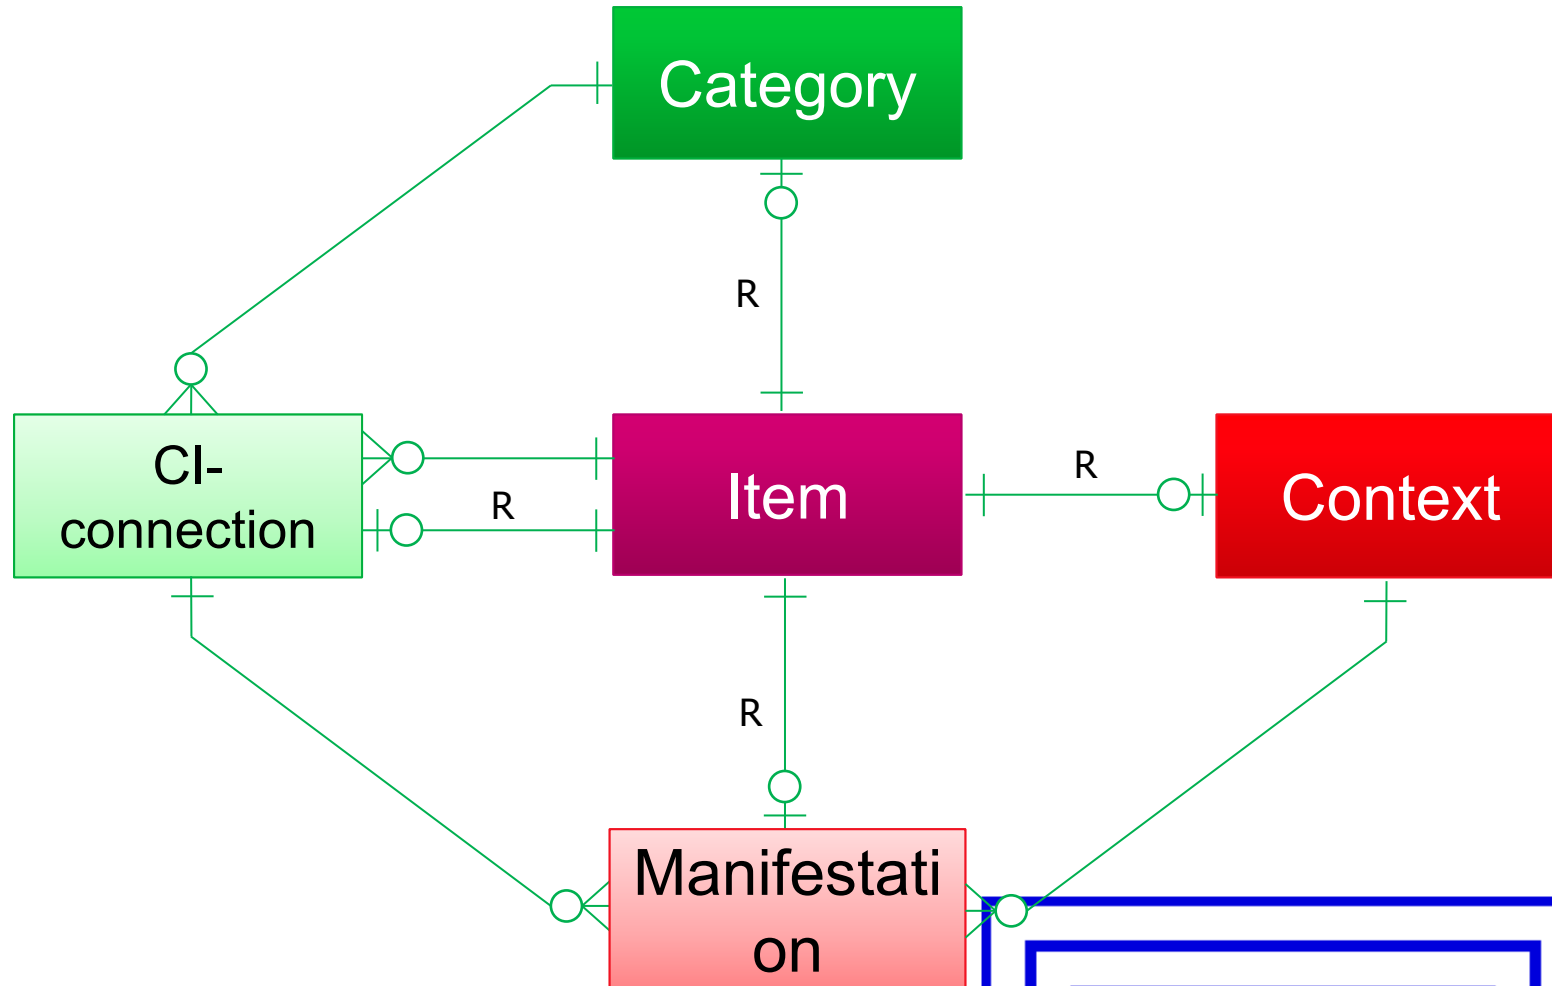 Category
R
CI-
connection
R
Item
R
Context
R
Manifestati
on